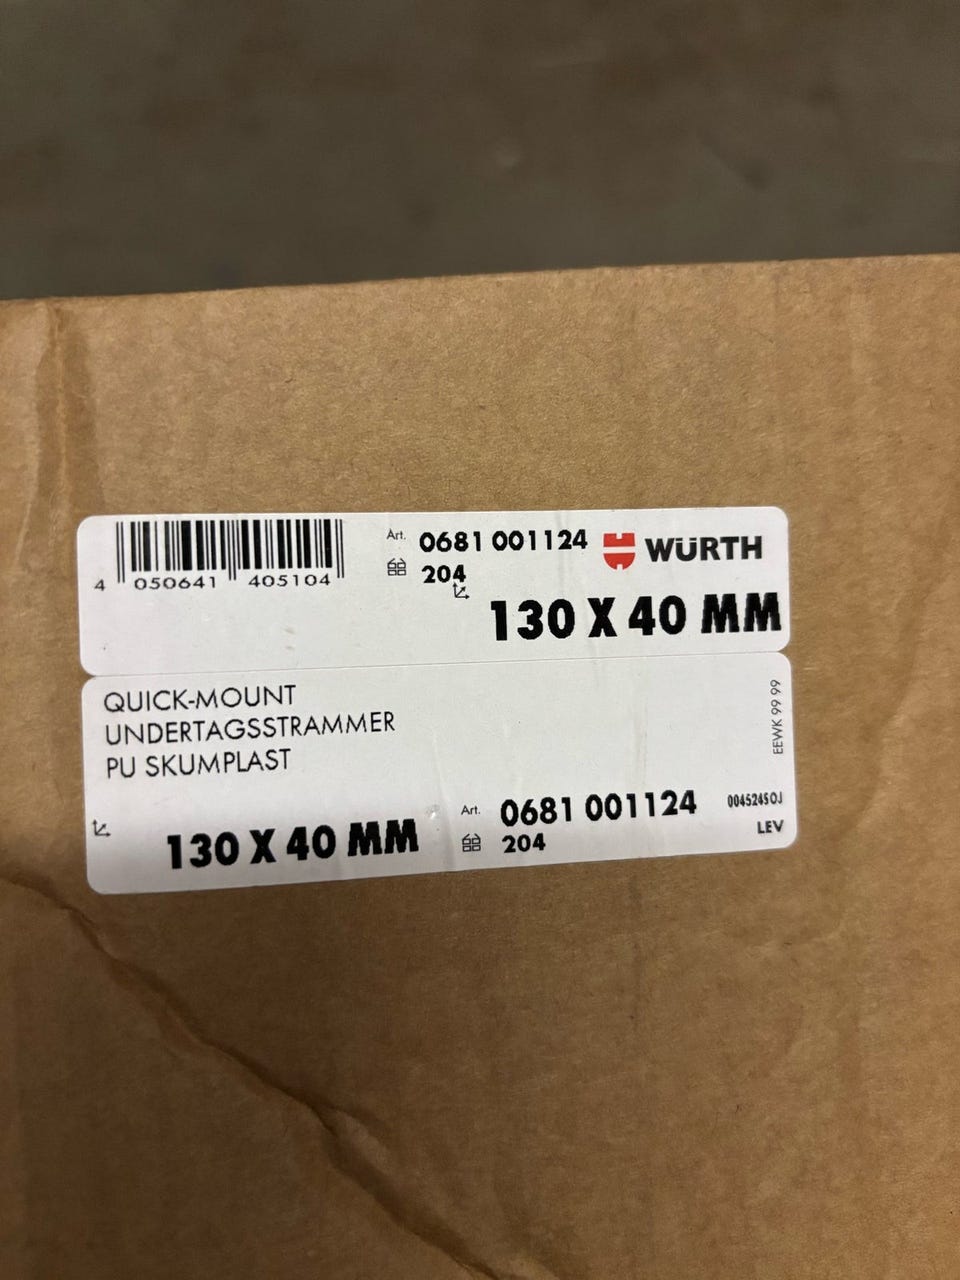 4 050641 405104
Art. 0681 001124
WÜRTH
204
130 X 40 MM
QUICK-MOUNT
UNDERTAGSSTRAMMER
PU SKUMPLAST
EEWK 99 99
130 X 40 MM
Art. 0681 001124
204
004524SOJ
LEV